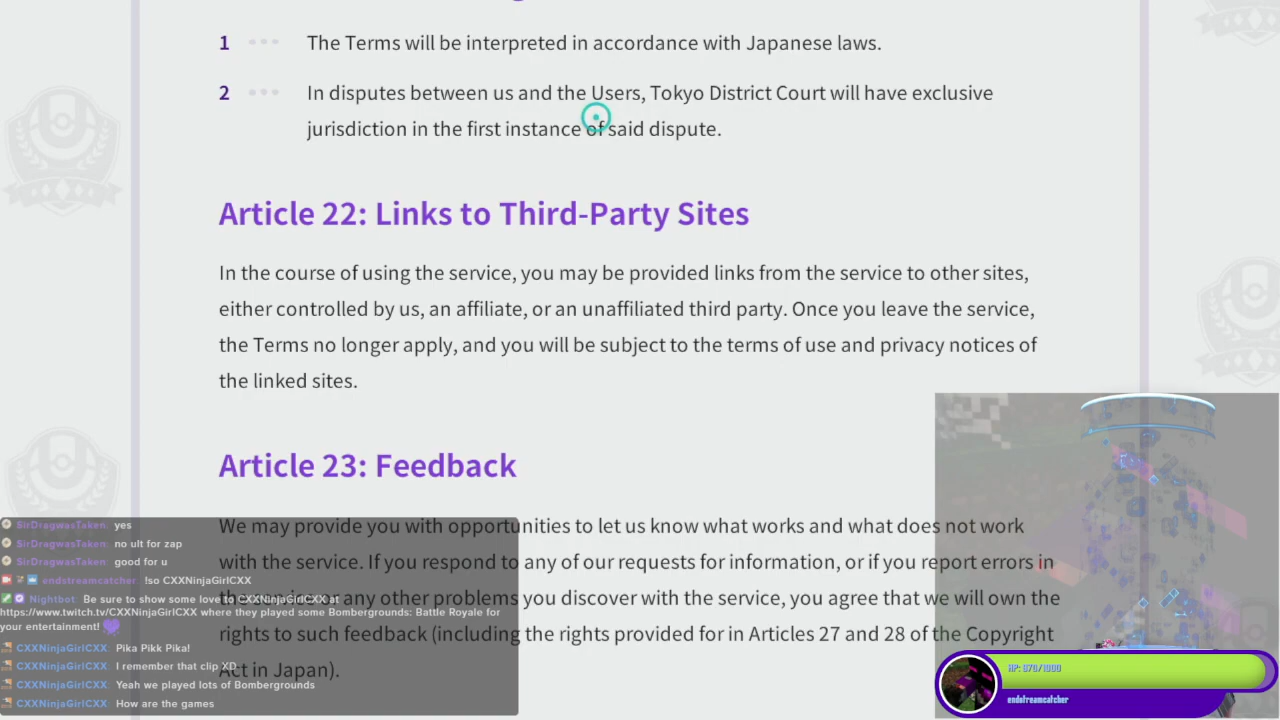 1 The Terms will be interpreted in accordance with Japanese laws.
2 In disputes between us and the Users, Tokyo District Court will have exclusive
jurisdiction in the first instance of said dispute.
Article 22: Links to Third-Party Sites
In the course of using the service, you may be provided links from the service to other sites,
either controlled by us, an affiliate, or an unaffiliated third party. Once you leave the service,
the Terms no longer apply, and you will be subject to the terms of use and privacy notices of
the linked sites.
Article 23: Feedback
We may provide you with opportunities to let us know what works and what does not work
with the service. If you respond to any of our requests for information, or if you report errors in
any other problems you discover with the service, you agree that we will own the
rights to such feedback (including the rights provided for in Articles 27 and 28 of the Copyright
Act in Japan).
SirDragwasTaken: yes
SirDragwasTaken: no ult for zap
SirDragwasTaken: good for u
endstreamcatcher: !so CXXNinjaGirlCXX
Nightbot: Be sure to show some love to CXXNinjaGirlCXX at
https://www.twitch.tv/CXXNinjaGirlCXX where they played some Bombergrounds: Battle Royale for
your entertainment!
CXXNinjaGirlCXX: Pika Pikk Pika!
CXXNinjaGirlCXX: I remember that clip XD
CXXNinjaGirlCXX: Yeah we played lots of Bombergrounds
CXXNinjaGirlCXX: How are the games
HP: 970/1000
endstreamcatcher